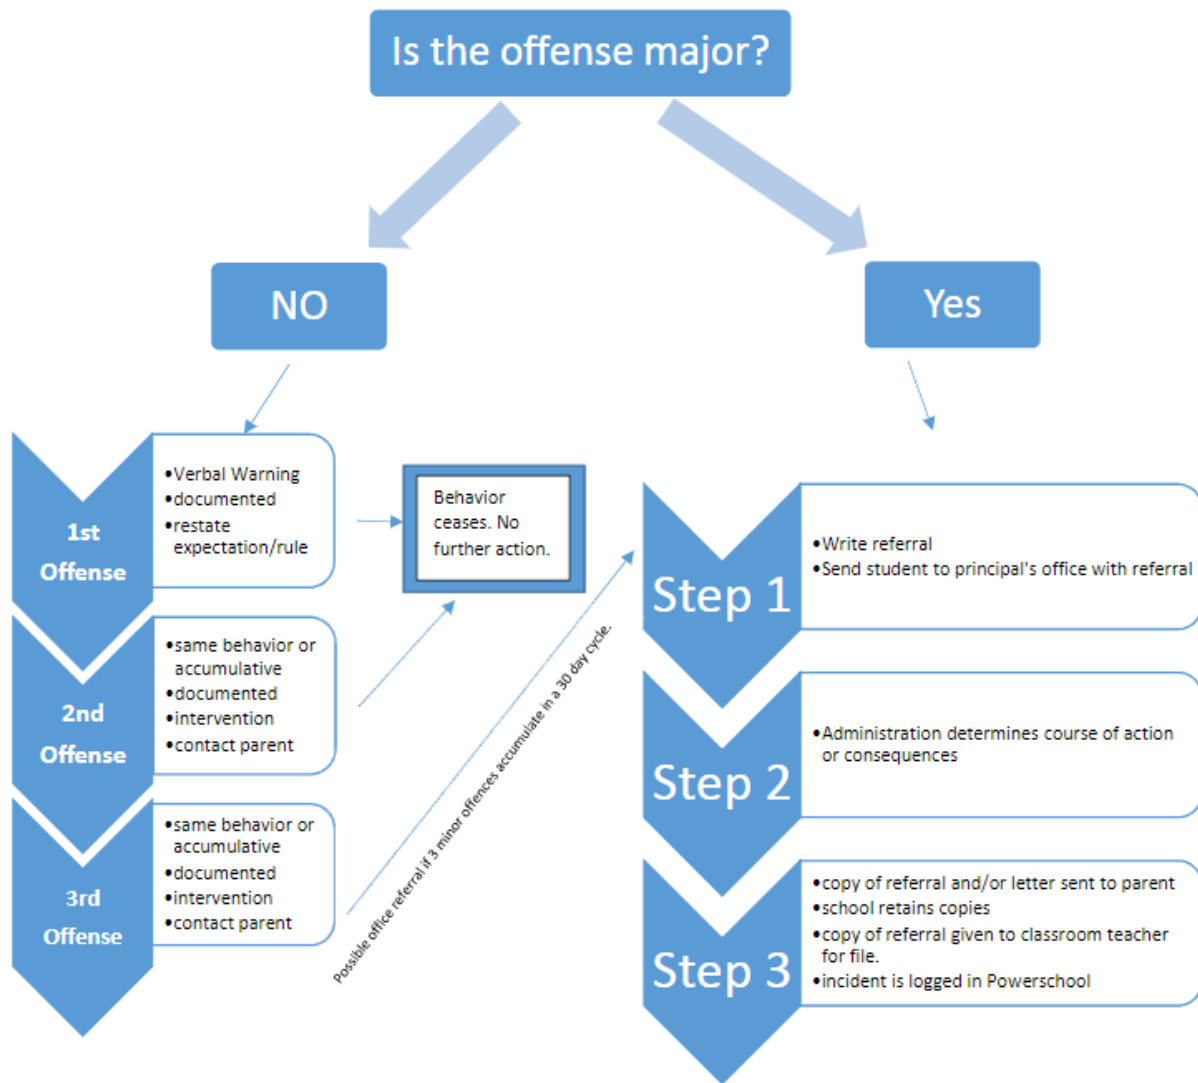 Is the offense major?
NO
Yes
1st
Offense
•Verbal Warning
•documented
•restate
expectation/rule
Behavior
ceases. No
further action.
2nd
Offense
•same behavior or
accumulative
•documented
•intervention
•contact parent
3rd
Offense
•same behavior or
accumulative
•documented
•intervention
•contact parent
Possible office referral if 3 minor offences accumulate in a 30 day cycle.
Step 1
•Write referral
•Send student to principal's office with referral
Step 2
•Administration determines course of action
or consequences
Step 3
•copy of referral and/or letter sent to parent
•school retains copies
•copy of referral given to classroom teacher
for file.
•incident is logged in Powerschool